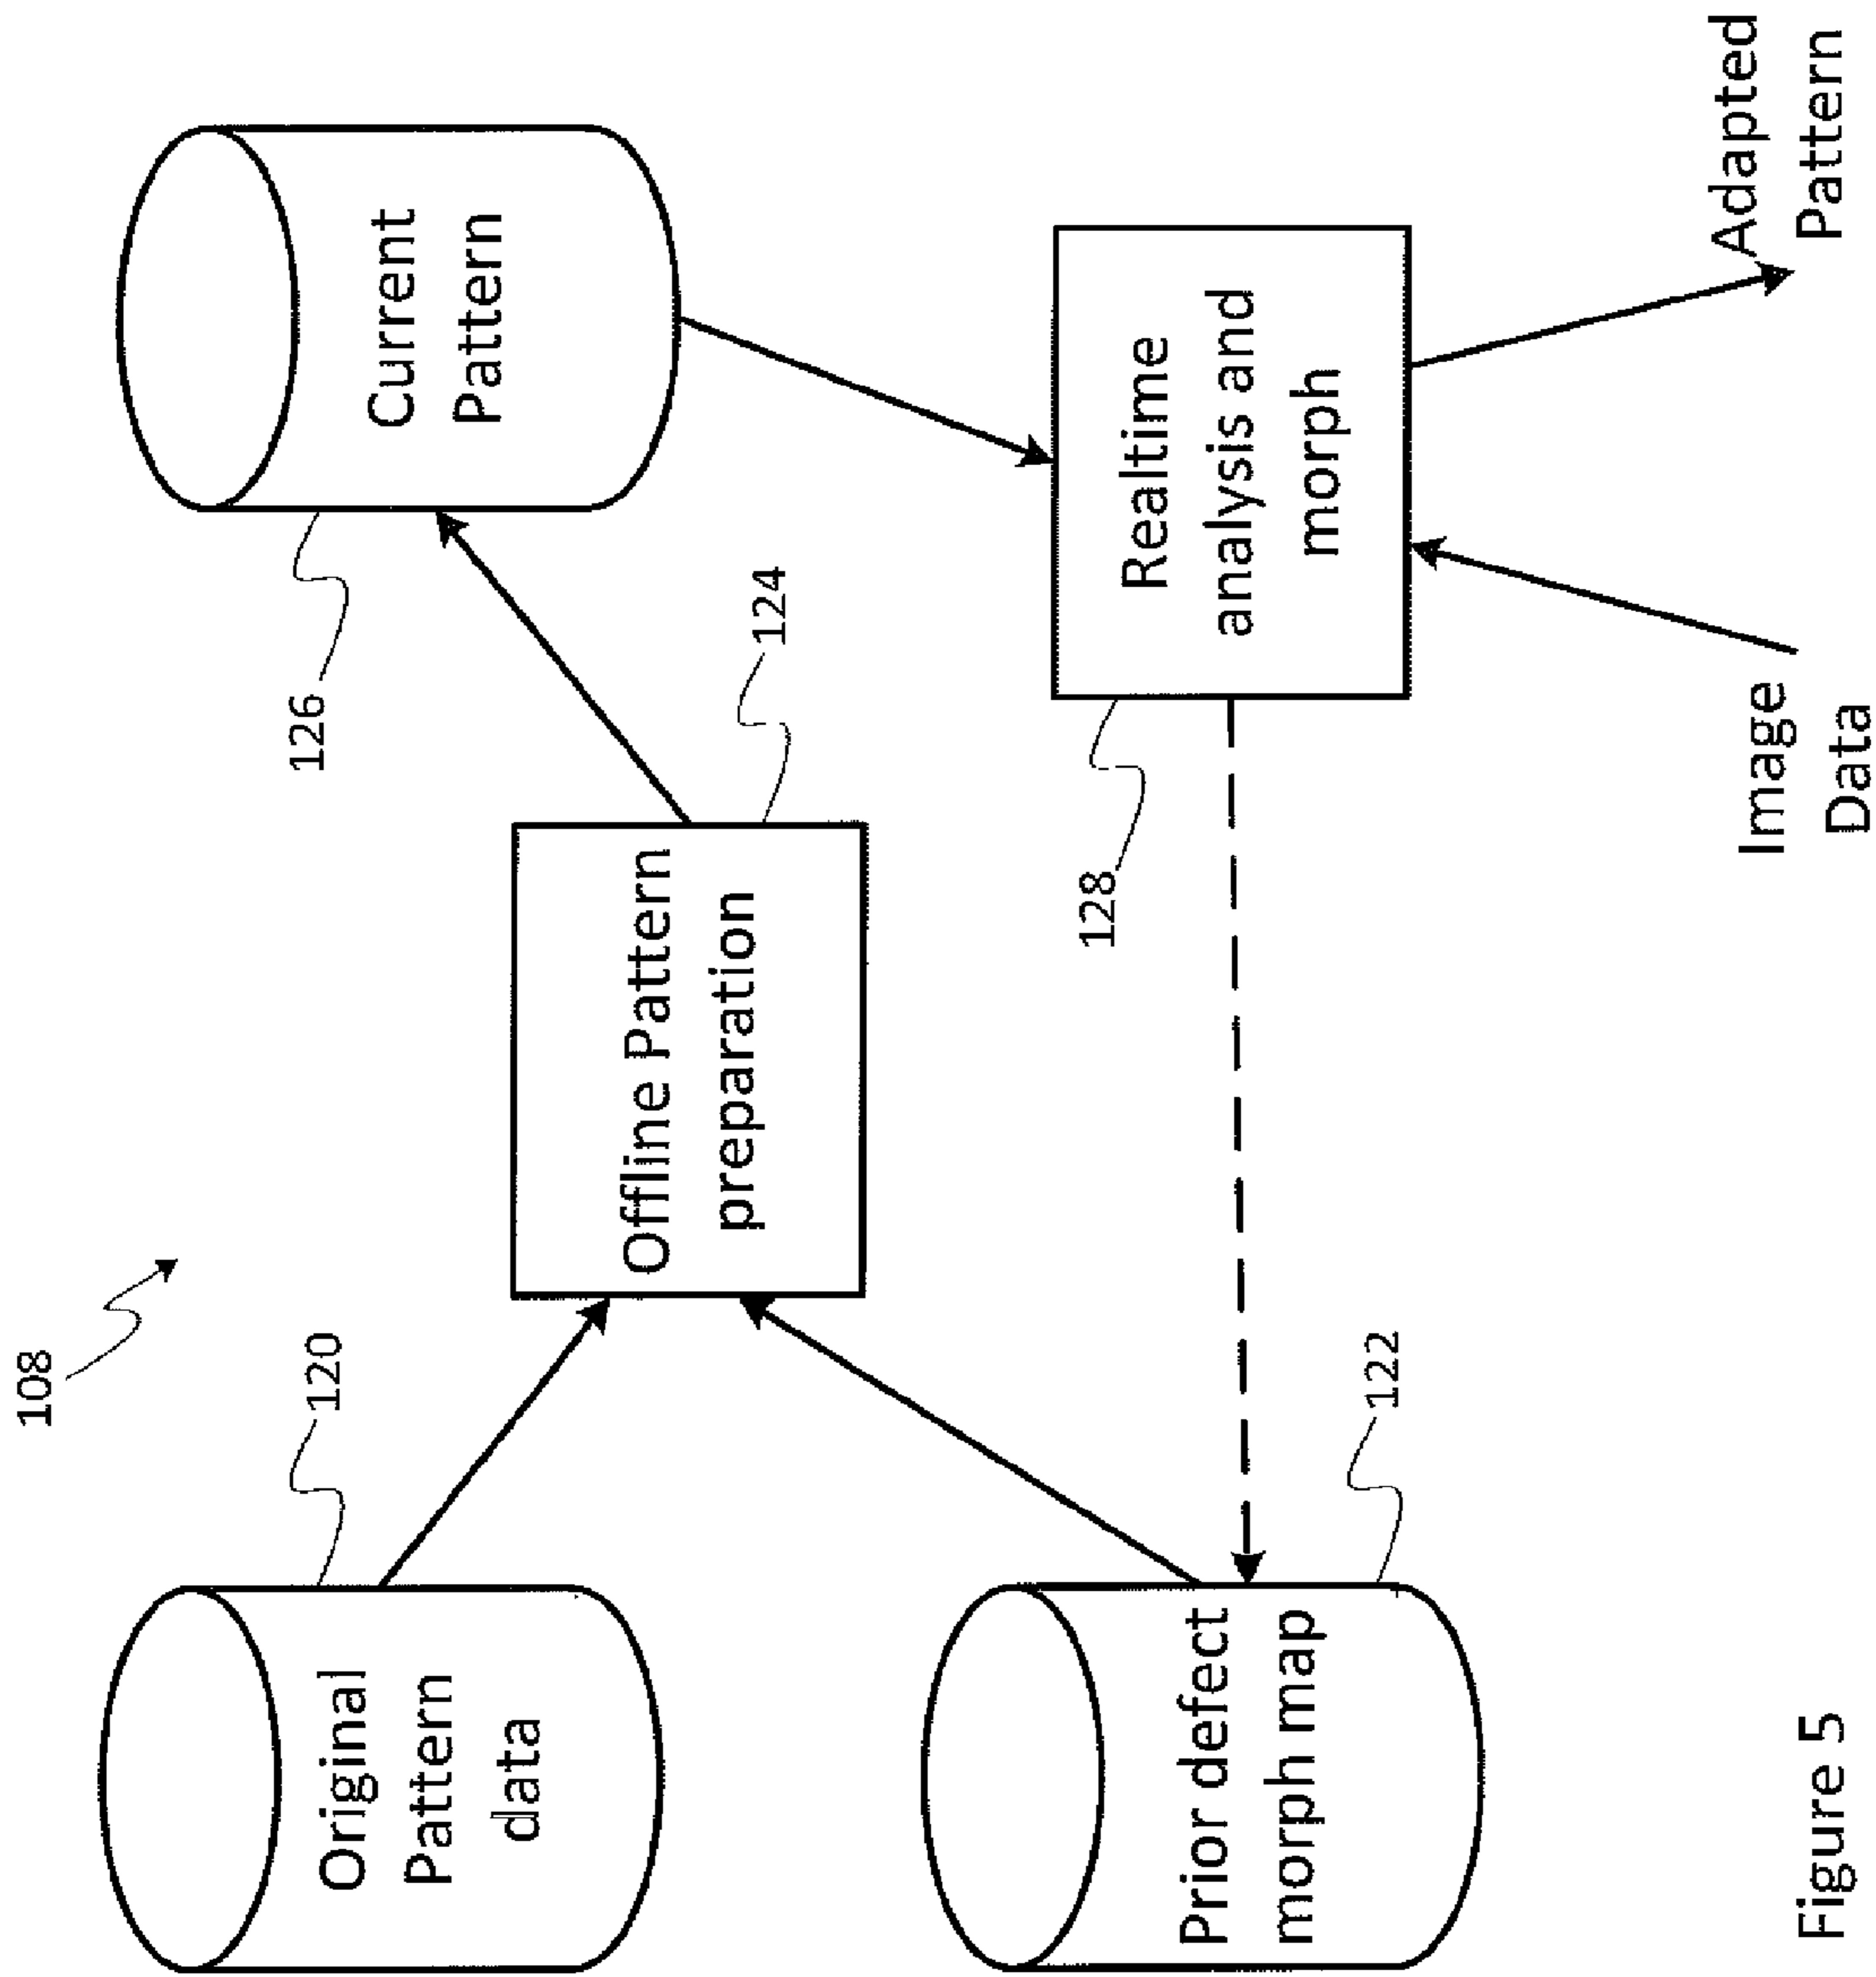 108
120
Original
Pattern
data
Offline Pattern
preparation
124
126
Current
Pattern
Prior defect
morph map
122
128
Realtime
analysis and
morph
Image
Data
Adapted
Pattern
Figure 5